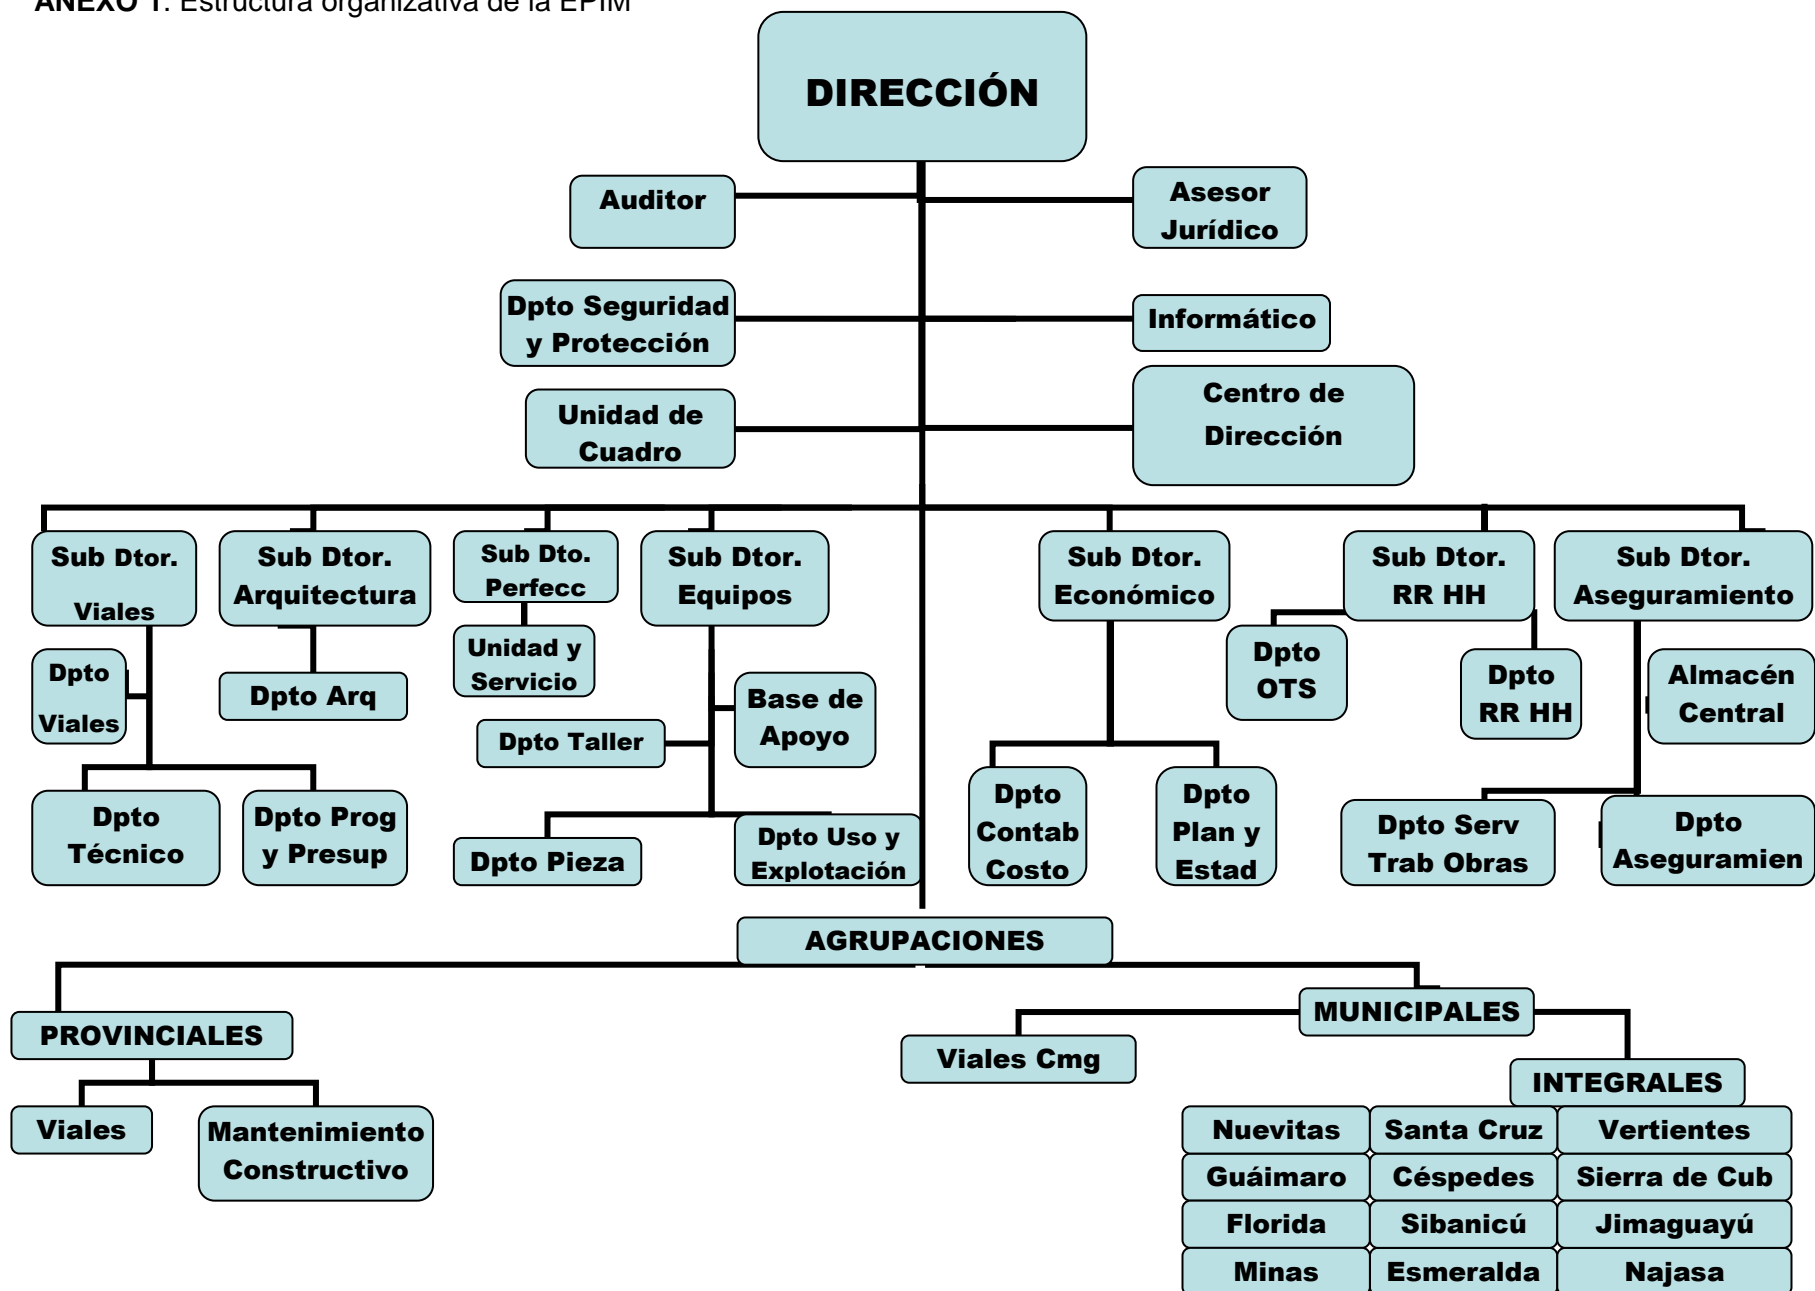 ANEXO 1. Estructura organizativa de la EPIM
DIRECCIÓN
Auditor
Asesor
Jurídico
Dpto Seguridad
y Protección
Informático
Unidad de
Cuadro
Centro de
Dirección
Sub Dtor.
Viales
Sub Dtor.
Arquitectura
Sub Dto.
Perfecc
Sub Dtor.
Equipos
Sub Dtor.
Económico
Sub Dtor.
RR HH
Sub Dtor.
Aseguramiento
Dpto
Viales
Dpto Arq
Unidad y
Servicio
Base de
Apoyo
Dpto Taller
Dpto
OTS
Dpto
RR HH
Almacén
Central
Dpto
Técnico
Dpto Prog
y Presup
Dpto Pieza
Dpto Uso y
Explotación
Dpto
Contab
Costo
Dpto
Plan y
Estad
Dpto Serv
Trab Obras
Dpto
Aseguramien
AGRUPACIONES
PROVINCIALES
MUNICIPALES
Viales
Mantenimiento
Constructivo
Viales Cmg
INTEGRALES
Nuevitas Santa Cruz Vertientes
Guáimaro Céspedes Sierra de Cub
Florida Sibanicú Jimaguayú
Minas Esmeralda Najasa